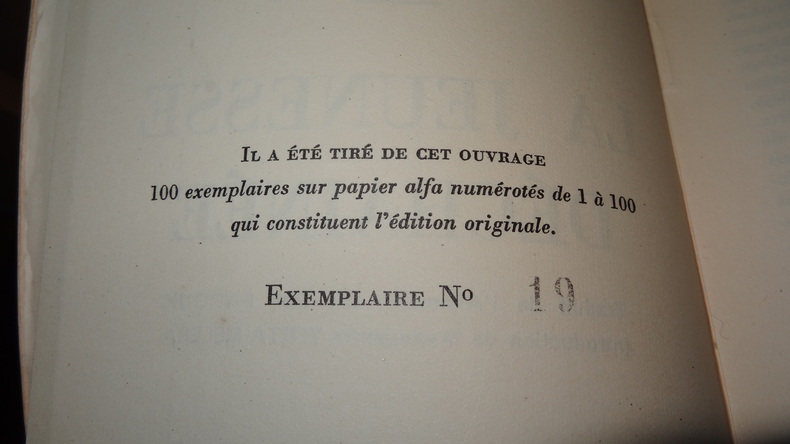 Il a été tiré de cet ouvrage
100 exemplaires sur papier alfa numérotés de 1 à 100
qui constituent l'édition originale.
Exemplaire No 19